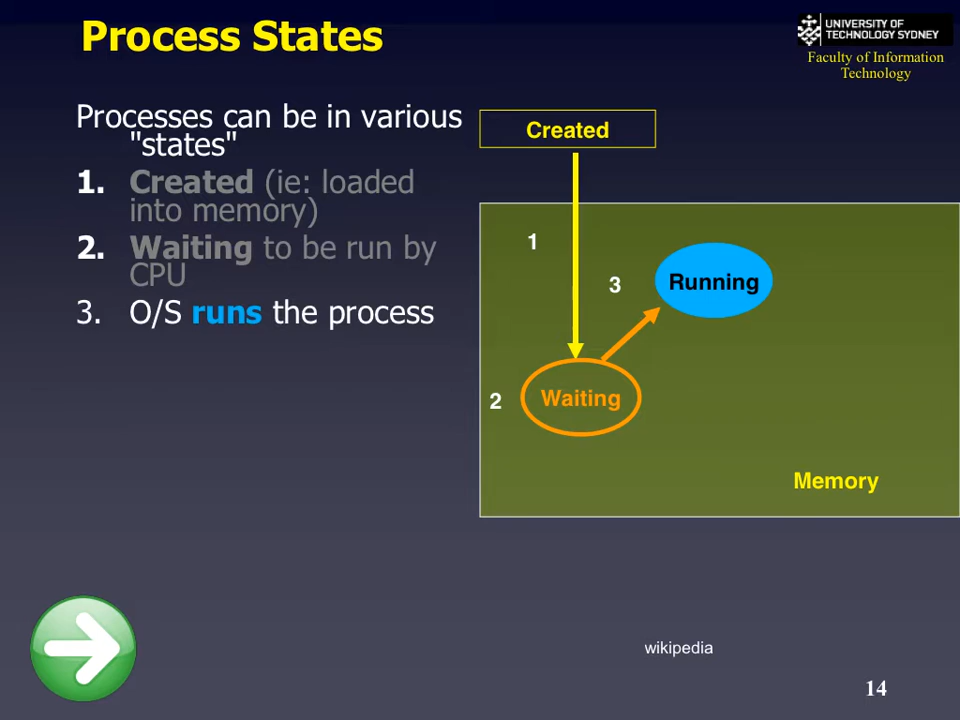 Process States
UNIVERSITY OF
TECHNOLOGY SYDNEY
Faculty of Information
Technology
Processes can be in various
"states"
1. Created (ie: loaded
into memory)
2. Waiting to be run by
CPU
3. O/S runs the process
Created
1
3
Running
2
Waiting
Memory
wikipedia
14